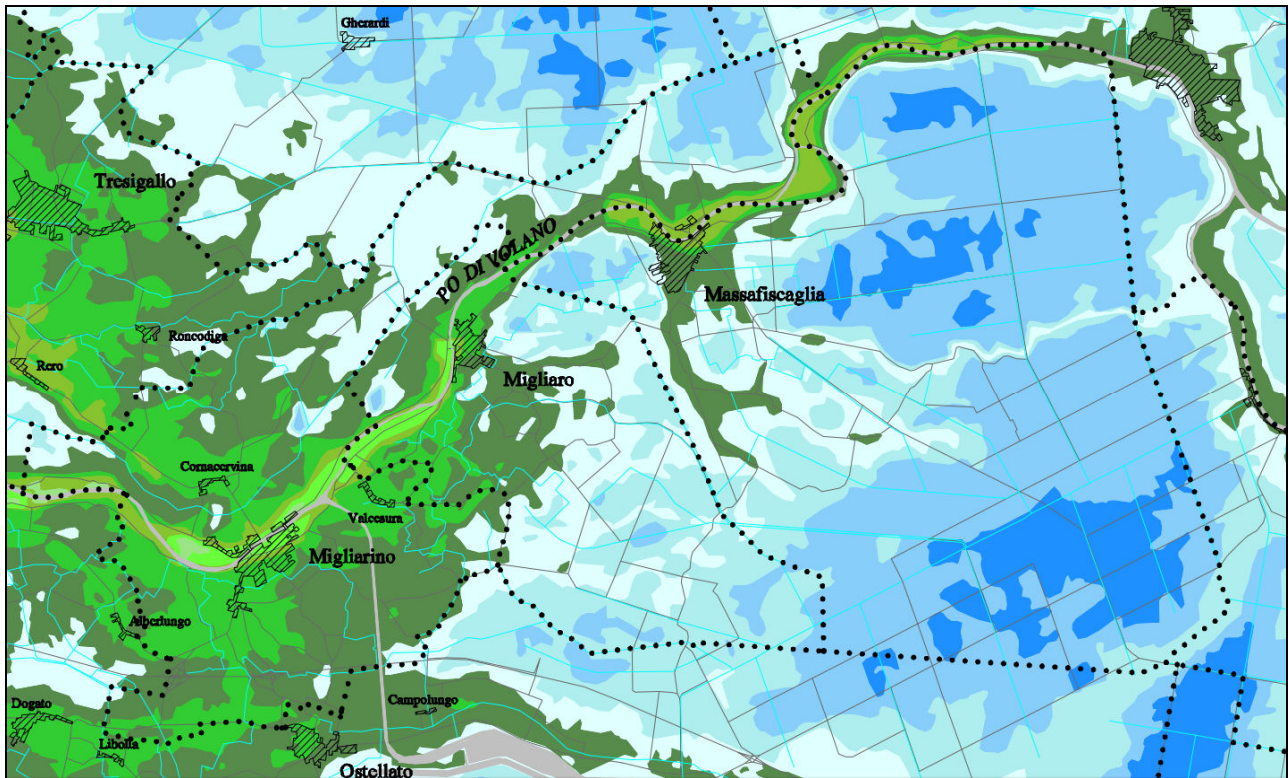 Gherardi
Tresigallo
PO DI VOLANO
Massafiscaglia
Roncodiga
Rero
Migliaro
Cornacervina
Valcesura
Migliarino
Alberlungo
Campolungo
Dogato
Libolla
Ostellato